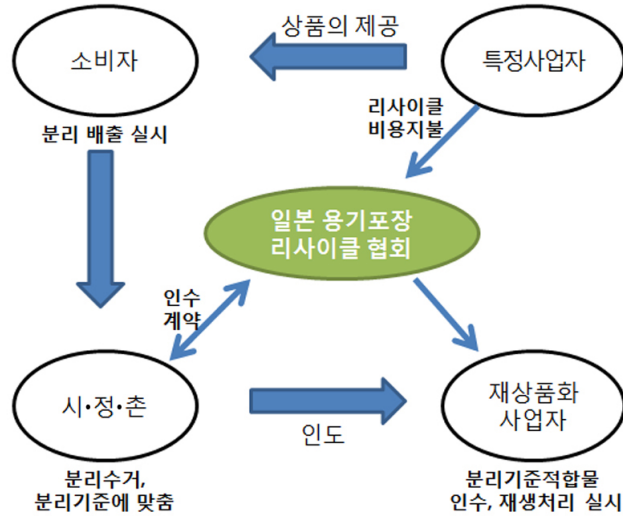 상품의 제공
소비자
특정사업자
분리 배출 실시
리사이클
비용지불
일본 용기포장
리사이클 협회
인수
계약
시·정·촌
인도
재상품화
사업자
분리수거,
분리기준에 맞춤
분리기준적합물
인수, 재생처리 실시